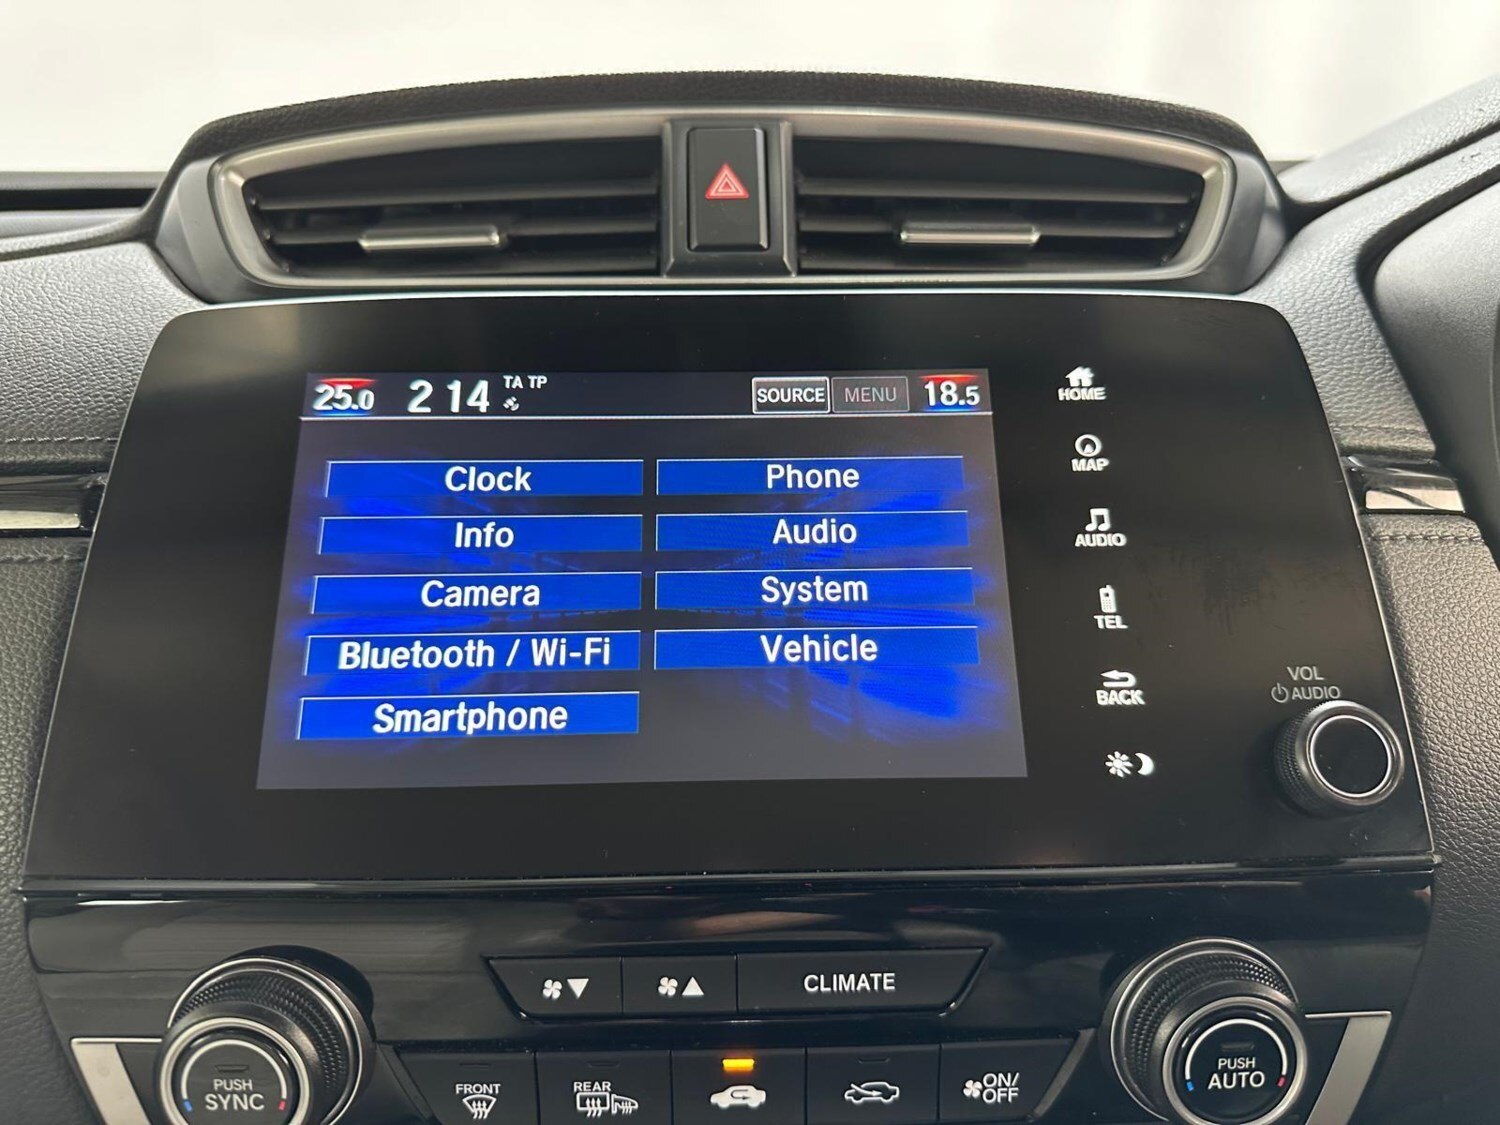 25.0 2 14 TA TP SOURCE MENU 18.5
Clock
Phone
Info
Audio
Camera
System
Bluetooth / Wi-Fi
Vehicle
Smartphone
HOME
MAP
AUDIO
TEL
BACK
VOL
AUDIO
CLIMATE
PUSH
SYNC
FRONT
REAR
ON/
OFF
PUSH
AUTO